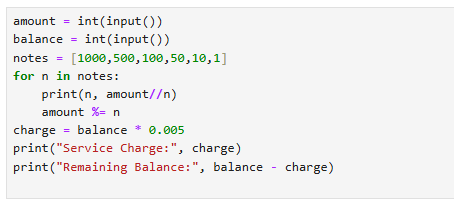 amount = int(input())
balance = int(input())
notes = [1000,500,100,50,10,1]
for n in notes:
    print(n, amount//n)
    amount %= n
charge = balance * 0.005
print("Service Charge:", charge)
print("Remaining Balance:", balance - charge)